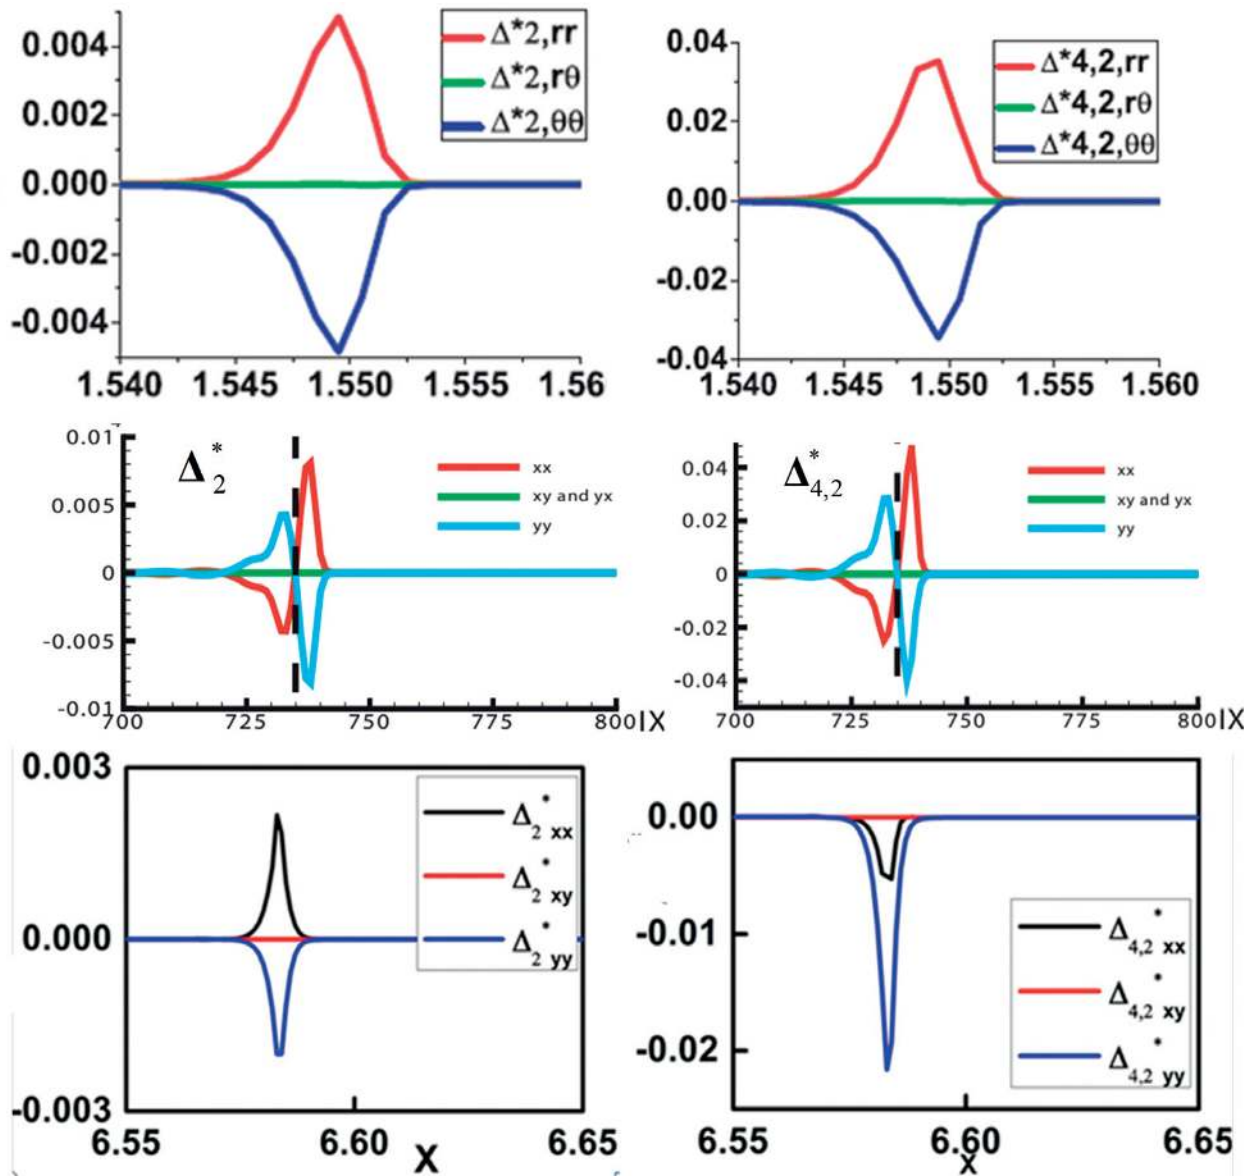 0.004
0.002
0.000
-0.002
-0.004
1.540 1.545 1.550 1.555 1.56
Δ*2,rr
Δ*2,rθ
Δ*2,θθ
0.04
0.02
0.00
-0.02
-0.04
1.540 1.545 1.550 1.555 1.560
Δ*4,2,rr
Δ*4,2,rθ
Δ*4,2,θθ
0.01
0.005
0
-0.005
-0.01
700 725 750 775 800 IX
Δ₂*
xx
xy and yx
yy
0.04
0.02
0
-0.02
-0.04
700 725 750 775 800 IX
Δ₄,₂*
xx
xy and yx
yy
0.003
0.000
-0.003
6.55 6.60 6.65
X
Δ₂* xx
Δ₂* xy
Δ₂* yy
0.00
-0.01
-0.02
6.55 6.60 6.65
X
Δ₄,₂* xx
Δ₄,₂* xy
Δ₄,₂* yy